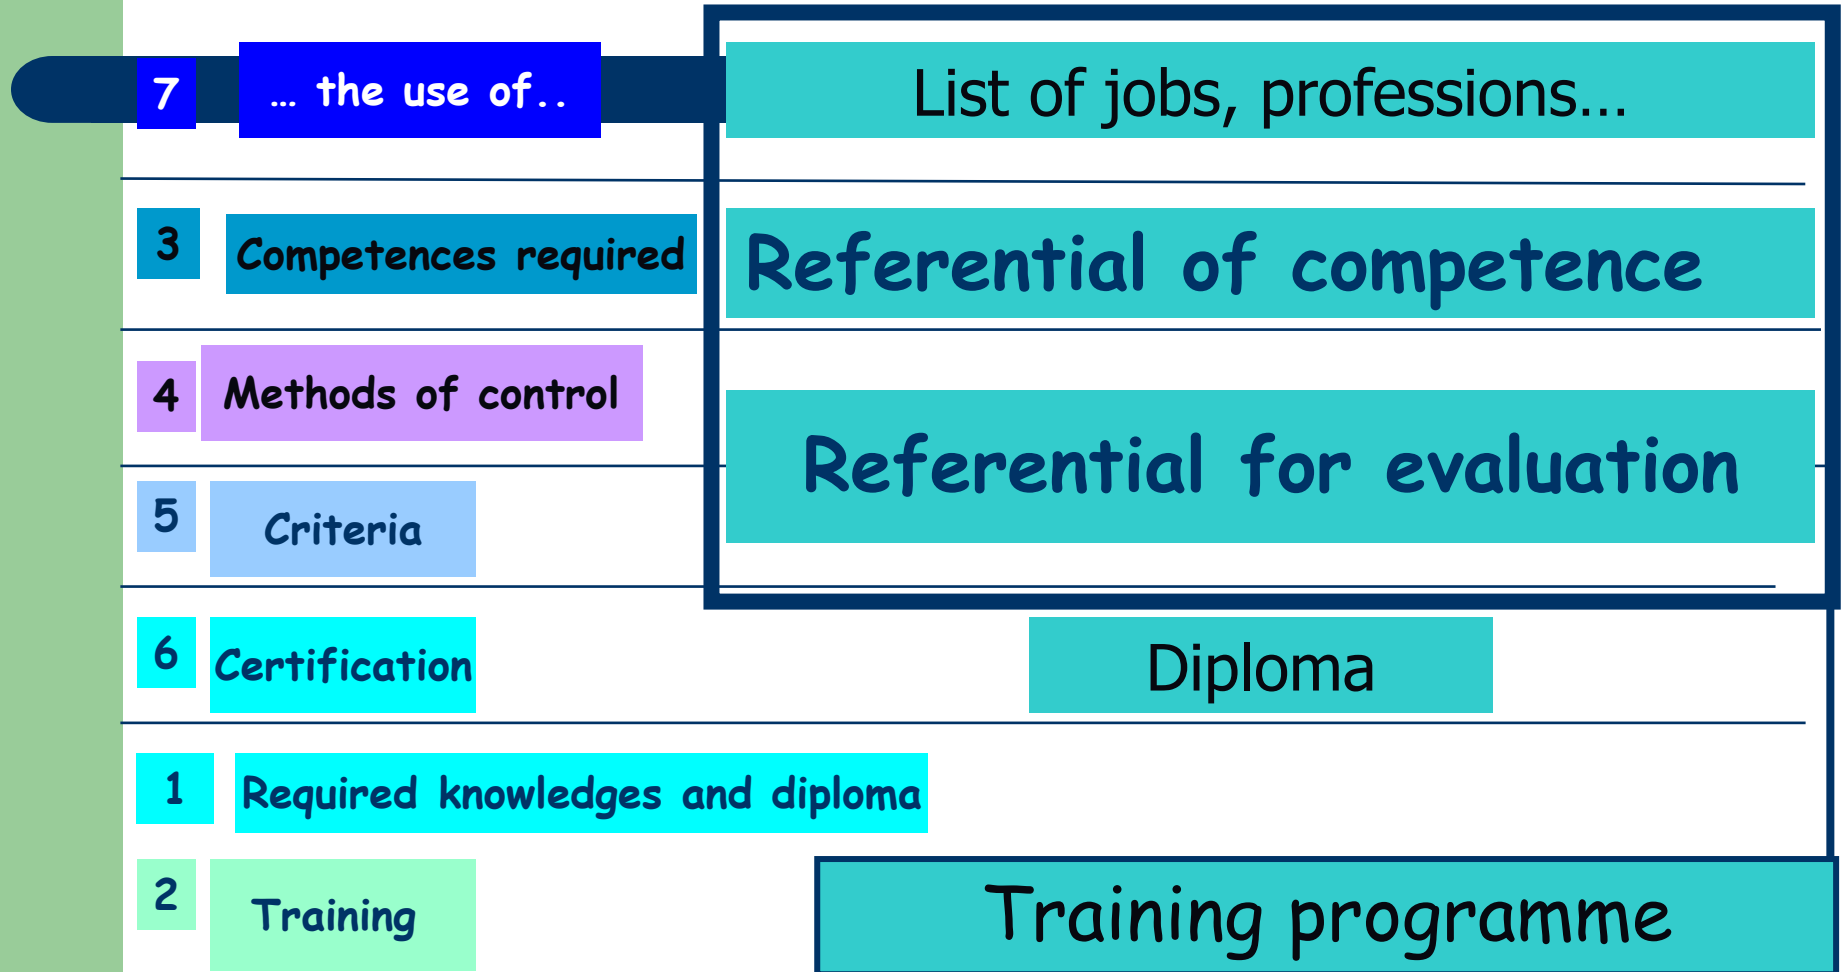 7 … the use of.. List of jobs, professions…
3 Competences required Referential of competence
4 Methods of control
Referential for evaluation
5 Criteria
6 Certification Diploma
1 Required knowledges and diploma
2 Training Training programme